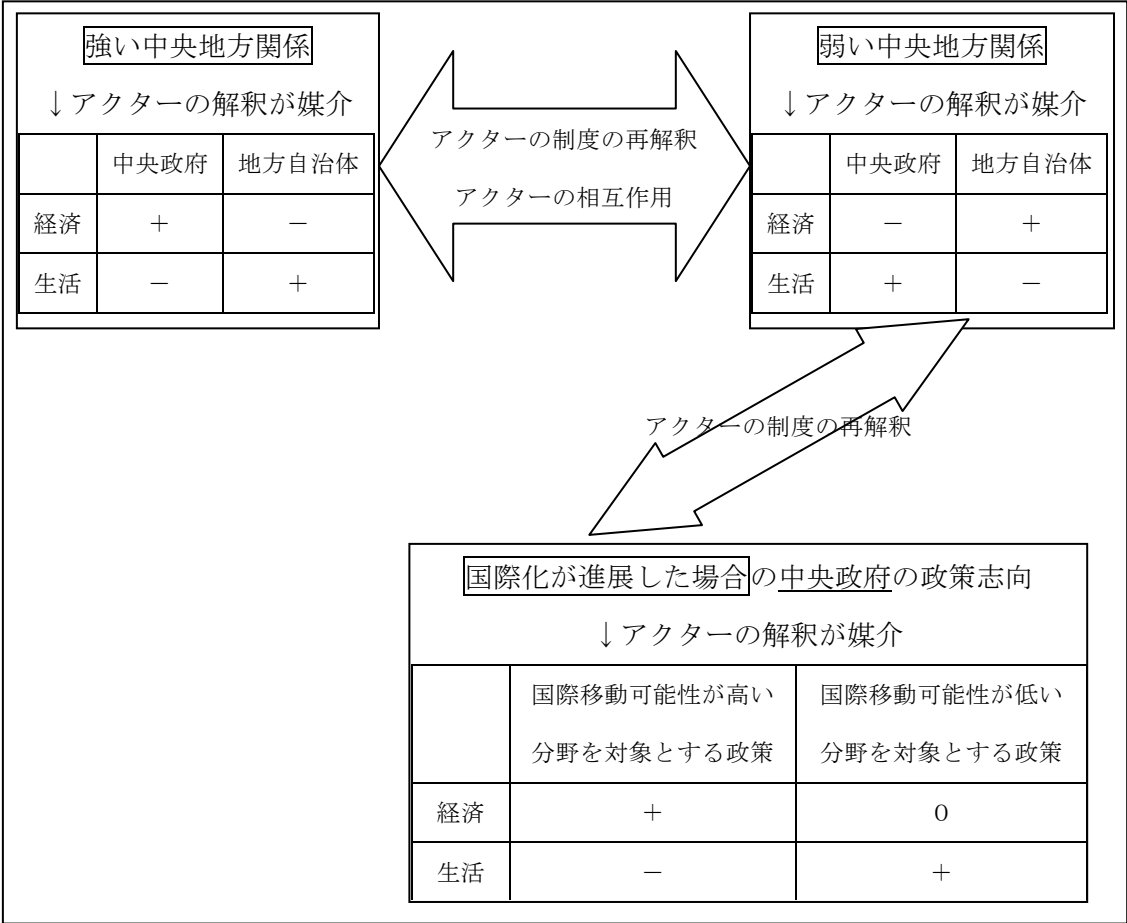 強い中央地方関係
↓アクターの解釈が媒介
中央政府 地方自治体
経済 + －
生活 － +
アクターの制度の再解釈
アクターの相互作用
弱い中央地方関係
↓アクターの解釈が媒介
中央政府 地方自治体
経済 － +
生活 + －
アクターの制度の再解釈
国際化が進展した場合の中央政府の政策志向
↓アクターの解釈が媒介
国際移動可能性が高い
分野を対象とする政策
国際移動可能性が低い
分野を対象とする政策
経済 + 0
生活 － +